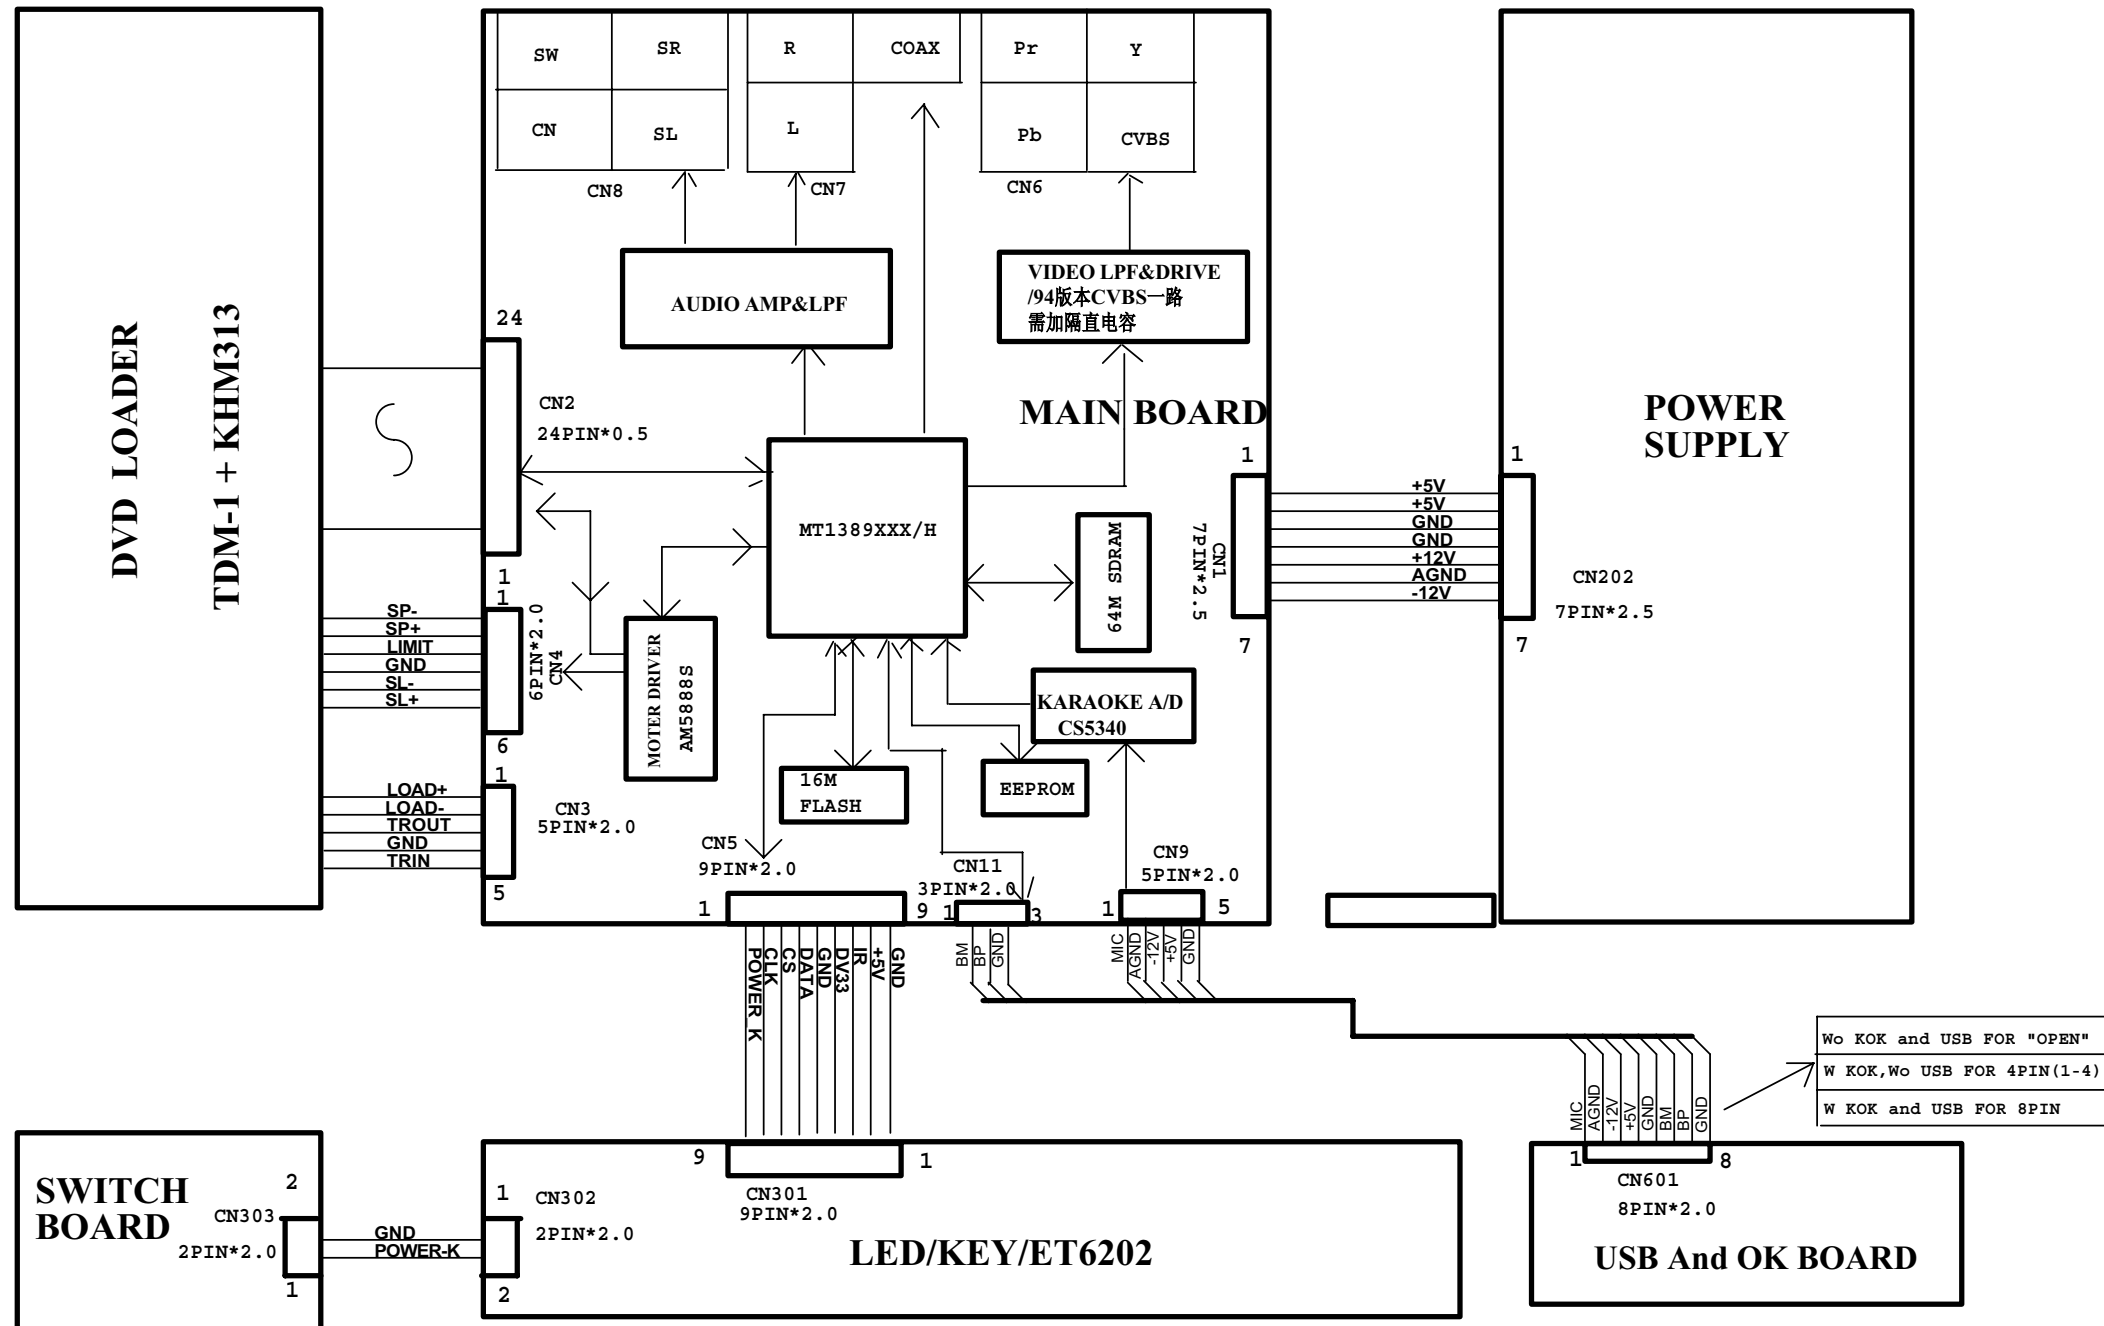 DVD LOADER
TDM-1 + KHM313
SW
SR
CN
SL
CN8
R
COAX
L
CN7
Pr
Y
Pb
CVBS
CN6
AUDIO AMP&LPF
VIDEO LPF&DRIVE
/94版本CVBS一路
需加隔直电容
MAIN BOARD
24
CN2
24PIN*0.5
1
MT1389XXX/H
64M SDRAM
1
CN1
7PIN*2.5
7
+5V
+5V
GND
GND
+12V
AGND
-12V
POWER
SUPPLY
1
CN202
7PIN*2.5
7
SP-
SP+
LIMIT
GND
SL-
SL+
1
6PIN*2.0
CN4
6
MOTER DRIVER
AM5888S
KARAOKE A/D
CS5340
16M
FLASH
EEPROM
LOAD+
LOAD-
TROUT
GND
TRIN
1
CN3
5PIN*2.0
5
CN5
9PIN*2.0
1
9
CN11
3PIN*2.0
1
3
CN9
5PIN*2.0
1
5
POWER_K
CLK
CS
DATA
GND
DV33
IR
+5V
GND
BM
BP
GND
MIC
AGND
-12V
+5V
GND
Wo KOK and USB FOR "OPEN"
W KOK,Wo USB FOR 4PIN(1-4)
W KOK and USB FOR 8PIN
MIC
AGND
-12V
+5V
GND
BM
BP
GND
1
8
CN601
8PIN*2.0
USB And OK BOARD
SWITCH
BOARD
2
CN303
2PIN*2.0
1
GND
POWER-K
1
CN302
2PIN*2.0
2
9
1
CN301
9PIN*2.0
LED/KEY/ET6202